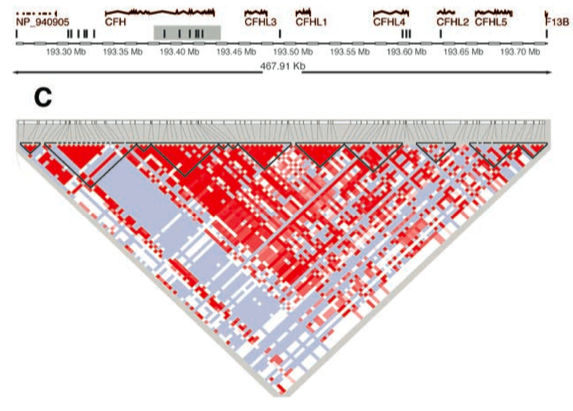 NP_940905 CFH CFHL3 CFHL1 CFHL4 CFHL2 CFHL5 F13B
193.30 Mb 193.35 Mb 193.40 Mb 193.45 Mb 193.50 Mb 193.55 Mb 193.60 Mb 193.65 Mb 193.70 Mb
467.91 Kb
C